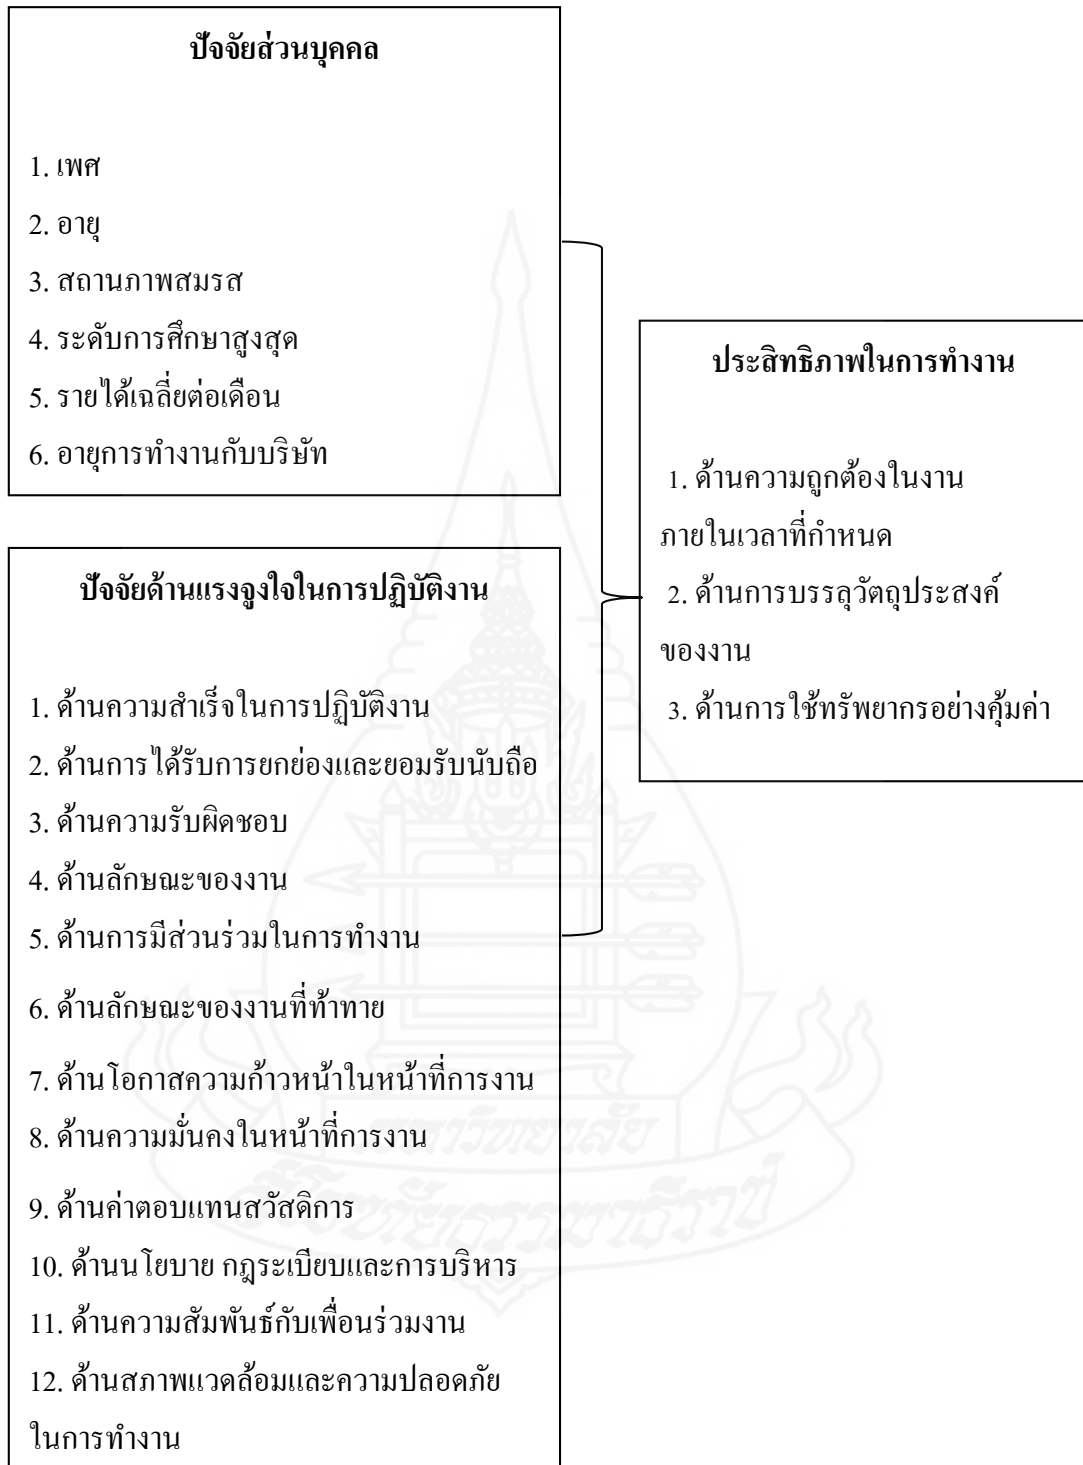 ปัจจัยส่วนบุคคล
1. เพศ
2. อายุ
3. สถานภาพสมรส
4. ระดับการศึกษาสูงสุด
5. รายได้เฉลี่ยต่อเดือน
6. อายุการทำงานกับบริษัท
ปัจจัยด้านแรงจูงใจในการปฏิบัติงาน
1. ด้านความสำเร็จในการปฏิบัติงาน
2. ด้านการได้รับการยกย่องและยอมรับนับถือ
3. ด้านความรับผิดชอบ
4. ด้านลักษณะของงาน
5. ด้านการมีส่วนร่วมในการทำงาน
6. ด้านลักษณะของงานที่ท้าทาย
7. ด้านโอกาสความก้าวหน้าในหน้าที่การงาน
8. ด้านความมั่นคงในหน้าที่การงาน
9. ด้านค่าตอบแทนสวัสดิการ
10. ด้านนโยบาย กฎระเบียบและการบริหาร
11. ด้านความสัมพันธ์กับเพื่อนร่วมงาน
12. ด้านสภาพแวดล้อมและความปลอดภัย
ในการทำงาน
ประสิทธิภาพในการทำงาน
1. ด้านความถูกต้องในงาน
ภายในเวลาที่กำหนด
2. ด้านการบรรลุวัตถุประสงค์
ของงาน
3. ด้านการใช้ทรัพยากรอย่างคุ้มค่า
มหาวิทยาลัย
สุโขทัยธรรมาธิราช